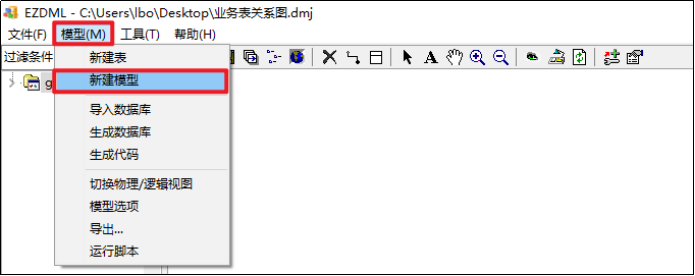 EZDML - C:\Users\lbo\Desktop\业务表关系图.dmj
文件(F) 模型(M) 工具(T) 帮助(H)
过滤条件
新建表
新建模型
导入数据库
生成数据库
生成代码
切换物理/逻辑视图
模型选项
导出...
运行脚本
g
A